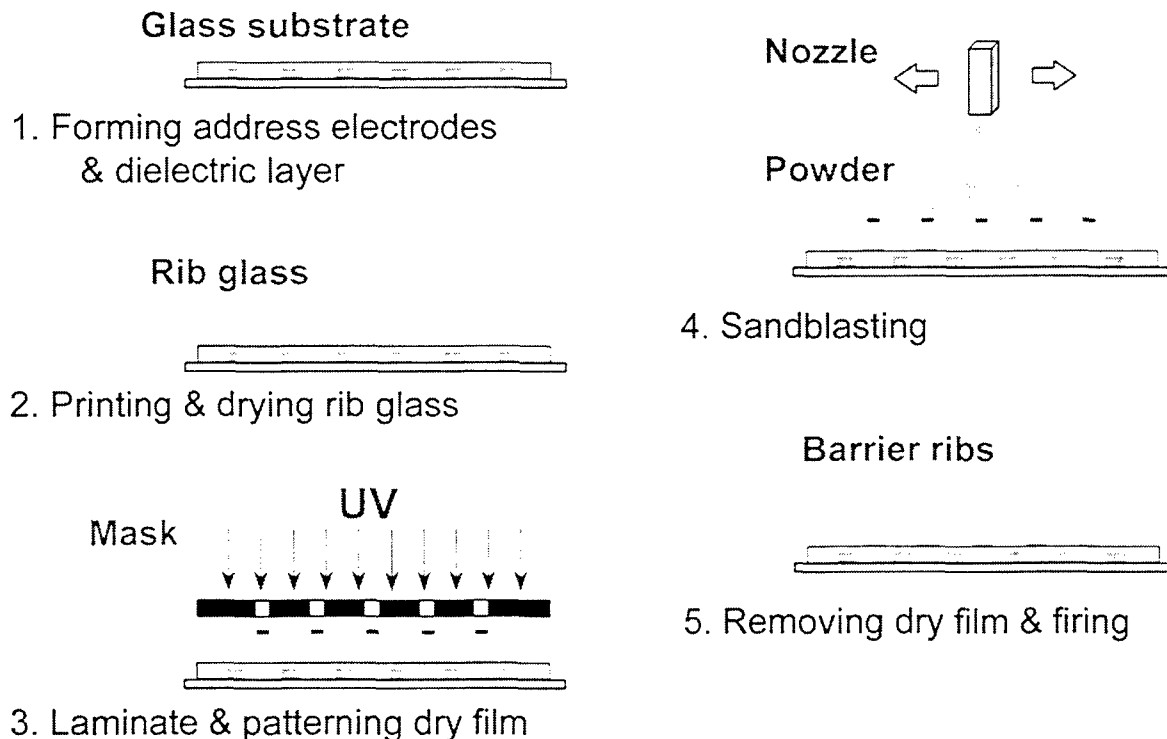 Glass substrate
1. Forming address electrodes
& dielectric layer
Rib glass
2. Printing & drying rib glass
UV
Mask
3. Laminate & patterning dry film
Nozzle
Powder
4. Sandblasting
Barrier ribs
5. Removing dry film & firing